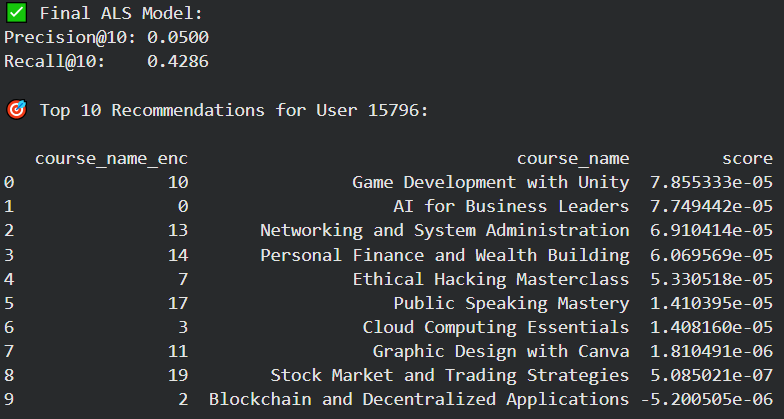 ✅ Final ALS Model:
Precision@10: 0.0500
Recall@10: 0.4286
🎯 Top 10 Recommendations for User 15796:
course_name_enc course_name score
0 10 Game Development with Unity 7.855333e-05
1 0 AI for Business Leaders 7.749442e-05
2 13 Networking and System Administration 6.910414e-05
3 14 Personal Finance and Wealth Building 6.069569e-05
4 7 Ethical Hacking Masterclass 5.330518e-05
5 17 Public Speaking Mastery 1.410395e-05
6 3 Cloud Computing Essentials 1.408160e-05
7 11 Graphic Design with Canva 1.810491e-06
8 19 Stock Market and Trading Strategies 5.085021e-07
9 2 Blockchain and Decentralized Applications -5.200505e-06